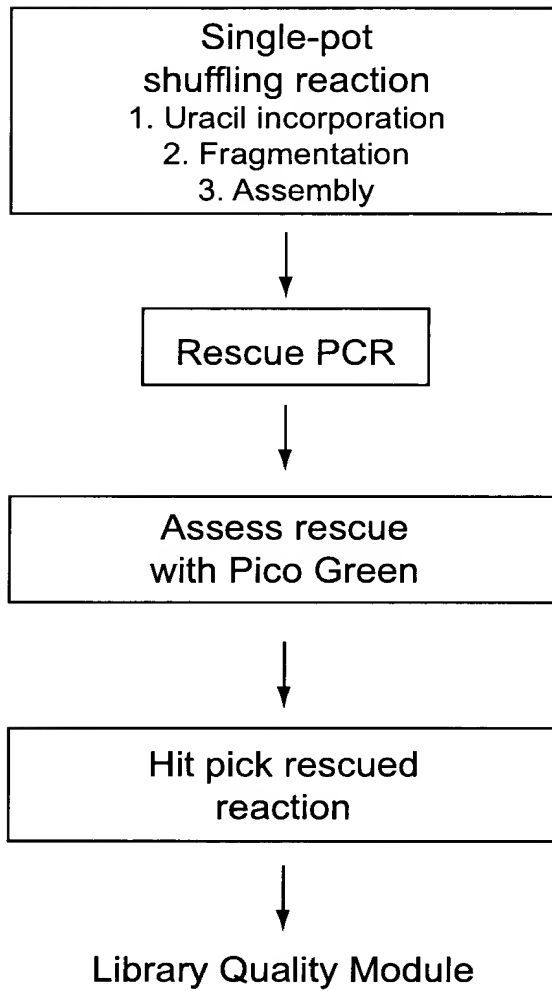 Single-pot
shuffling reaction
1. Uracil incorporation
2. Fragmentation
3. Assembly
Rescue PCR
Assess rescue
with Pico Green
Hit pick rescued
reaction
Library Quality Module